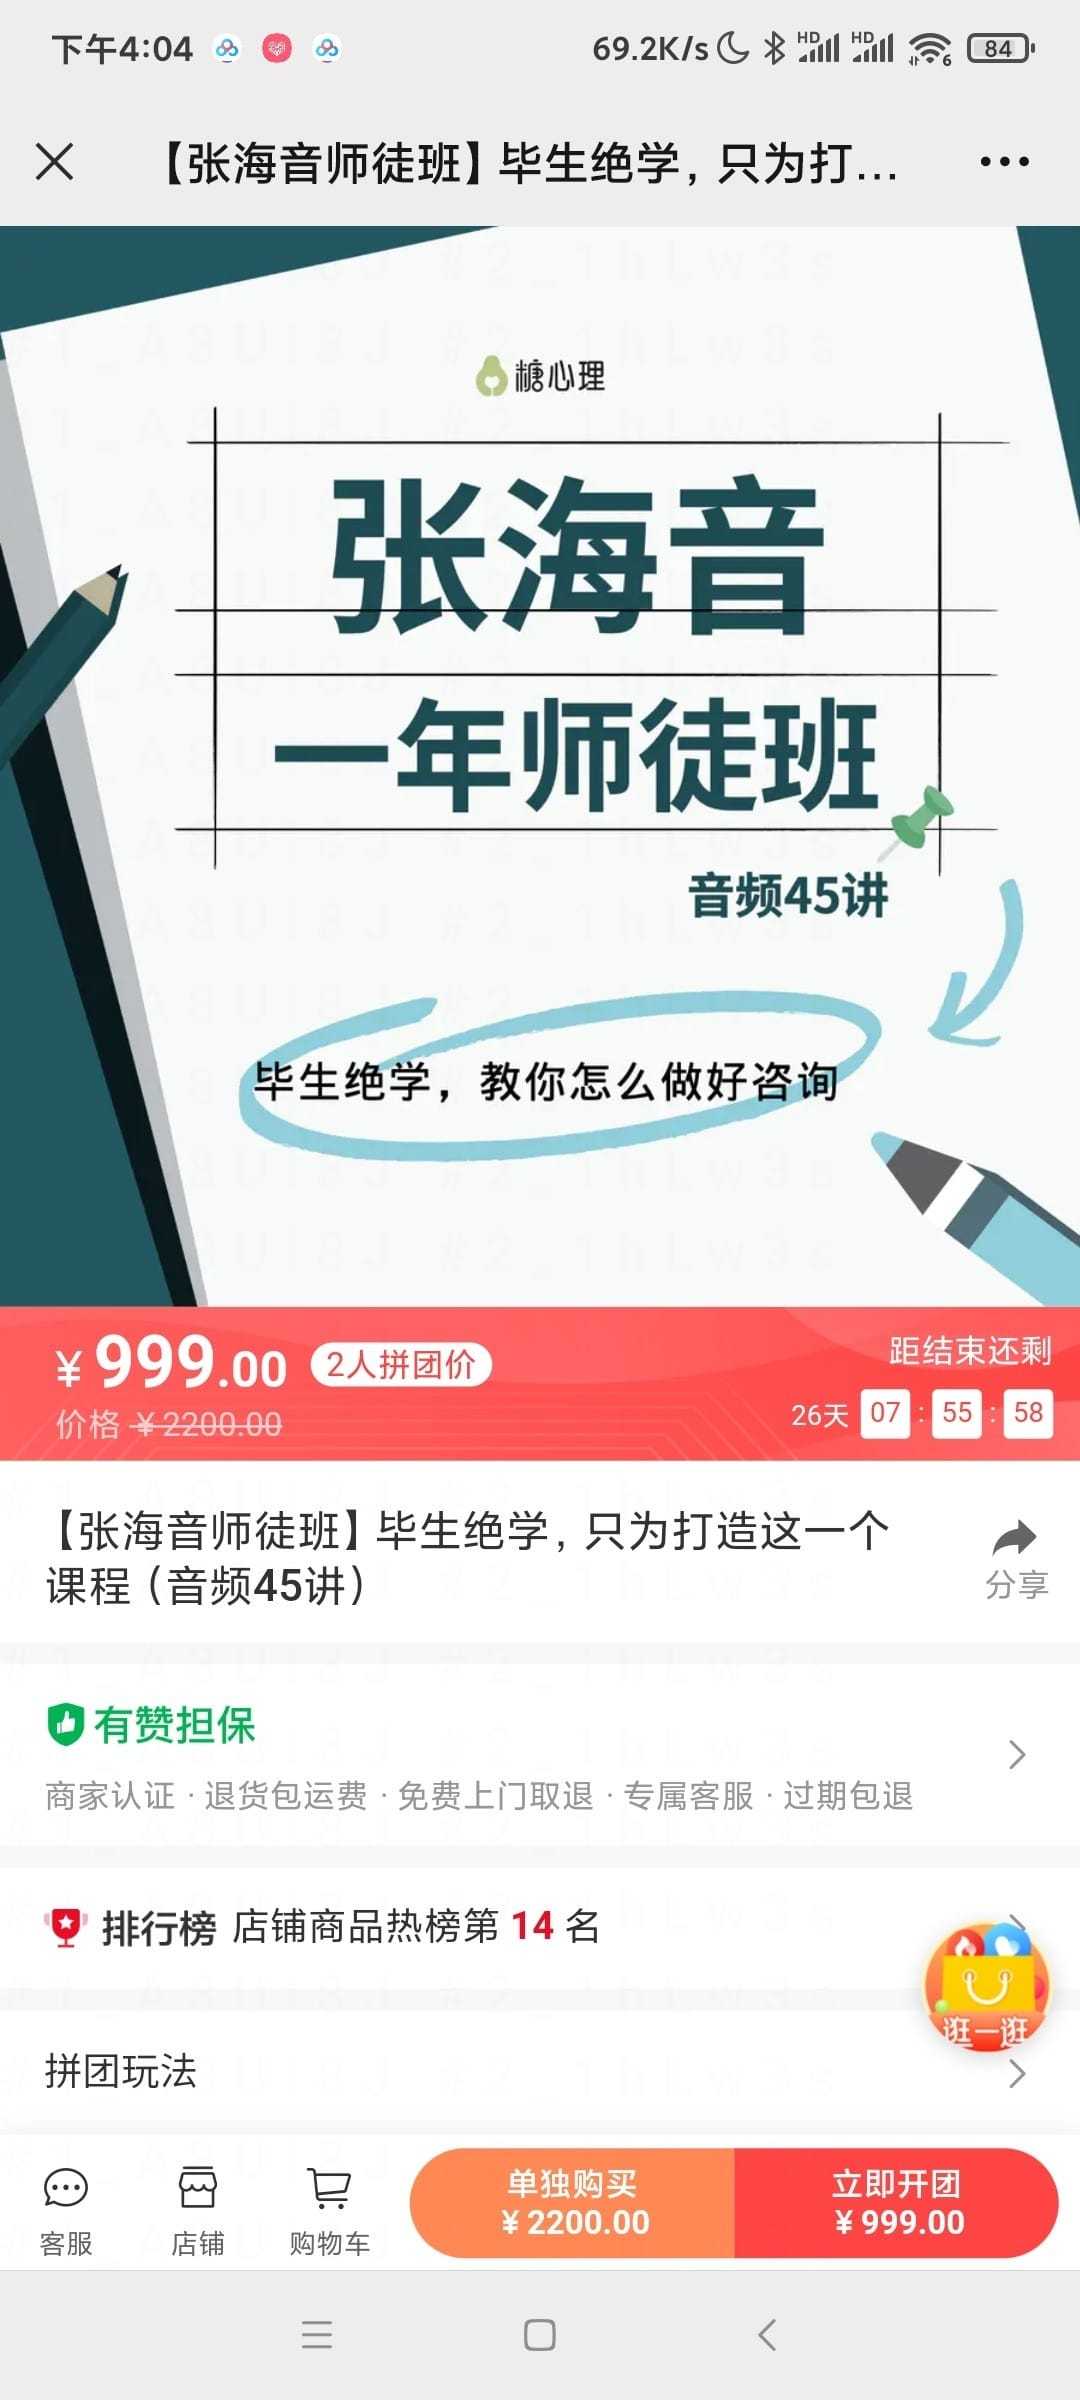 下午4:04
69.2K/s
HD
HD
6
84
【张海音师徒班】毕生绝学，只为打...
糖心理
张海音
一年师徒班
音频45讲
毕生绝学，教你怎么做好咨询
¥999.00 2人拼团价
距结束还剩
价格 ¥2200.00
26天 07 : 55 : 58
【张海音师徒班】毕生绝学，只为打造这一个
课程（音频45讲）
分享
有赞担保
商家认证 · 退货包运费 · 免费上门取退 · 专属客服 · 过期包退
排行榜 店铺商品热榜第 14 名
逛一逛
拼团玩法
客服
店铺
购物车
单独购买
¥2200.00
立即开团
¥999.00